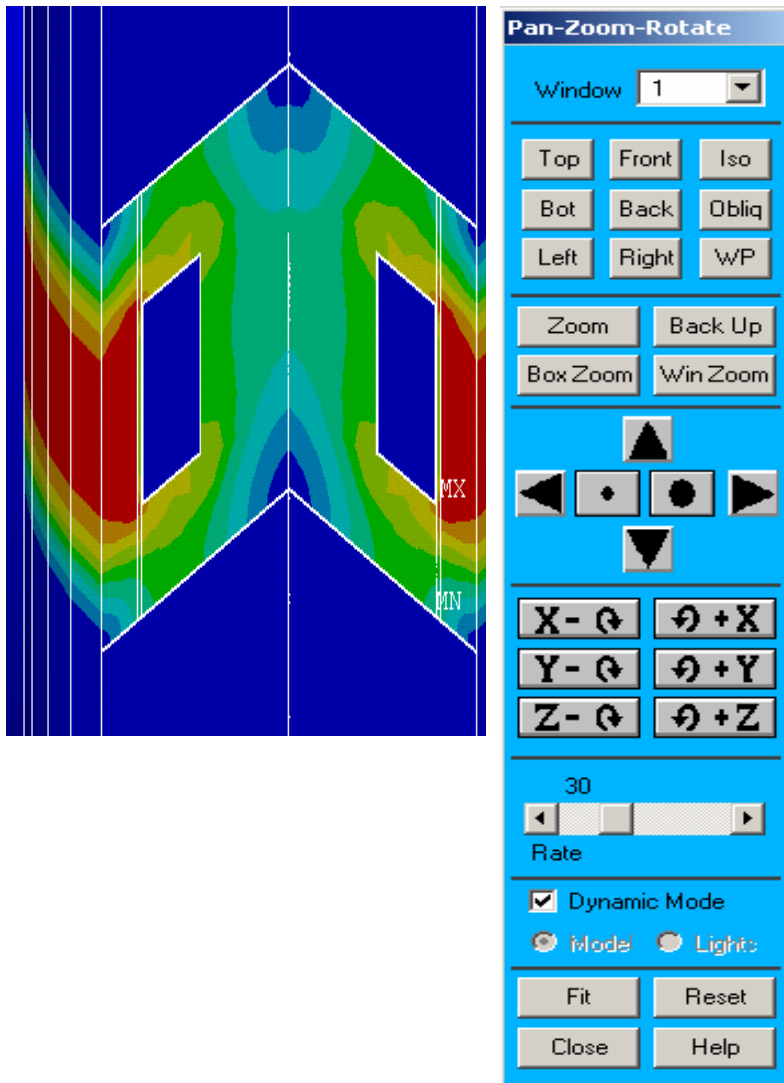 MX
MN
Pan-Zoom-Rotate
Window 1
Top Front Iso
Bot Back Obliq
Left Right WP
Zoom Back Up
Box Zoom Win Zoom
X- +X
Y- +Y
Z- +Z
30
Rate
Dynamic Mode
Model Lights
Fit Reset
Close Help